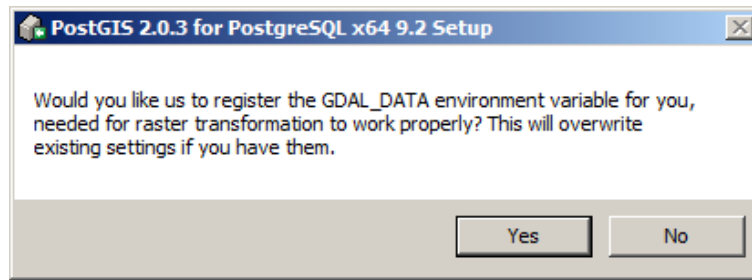 PostGIS 2.0.3 for PostgreSQL x64 9.2 Setup
Would you like us to register the GDAL_DATA environment variable for you,
needed for raster transformation to work properly? This will overwrite
existing settings if you have them.
Yes No